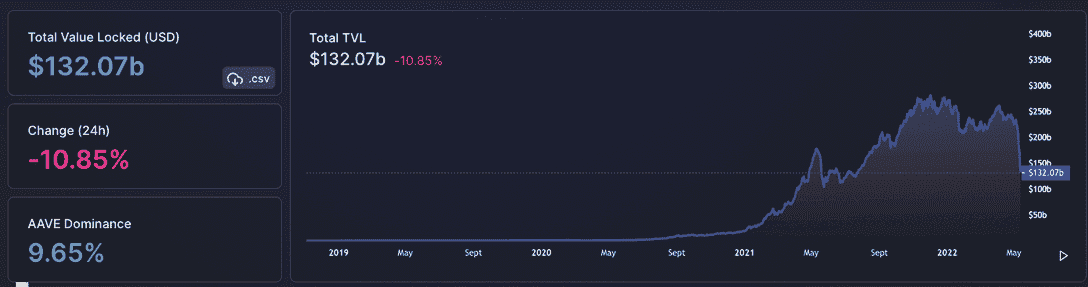 Total Value Locked (USD)
$132.07b
.csv
Change (24h)
-10.85%
AAVE Dominance
9.65%
Total TVL
$132.07b -10.85%
$400b
$350b
$300b
$250b
$200b
$150b
$132.07b
$100b
$50b
2019 May Sept 2020 May Sept 2021 May Sept 2022 May